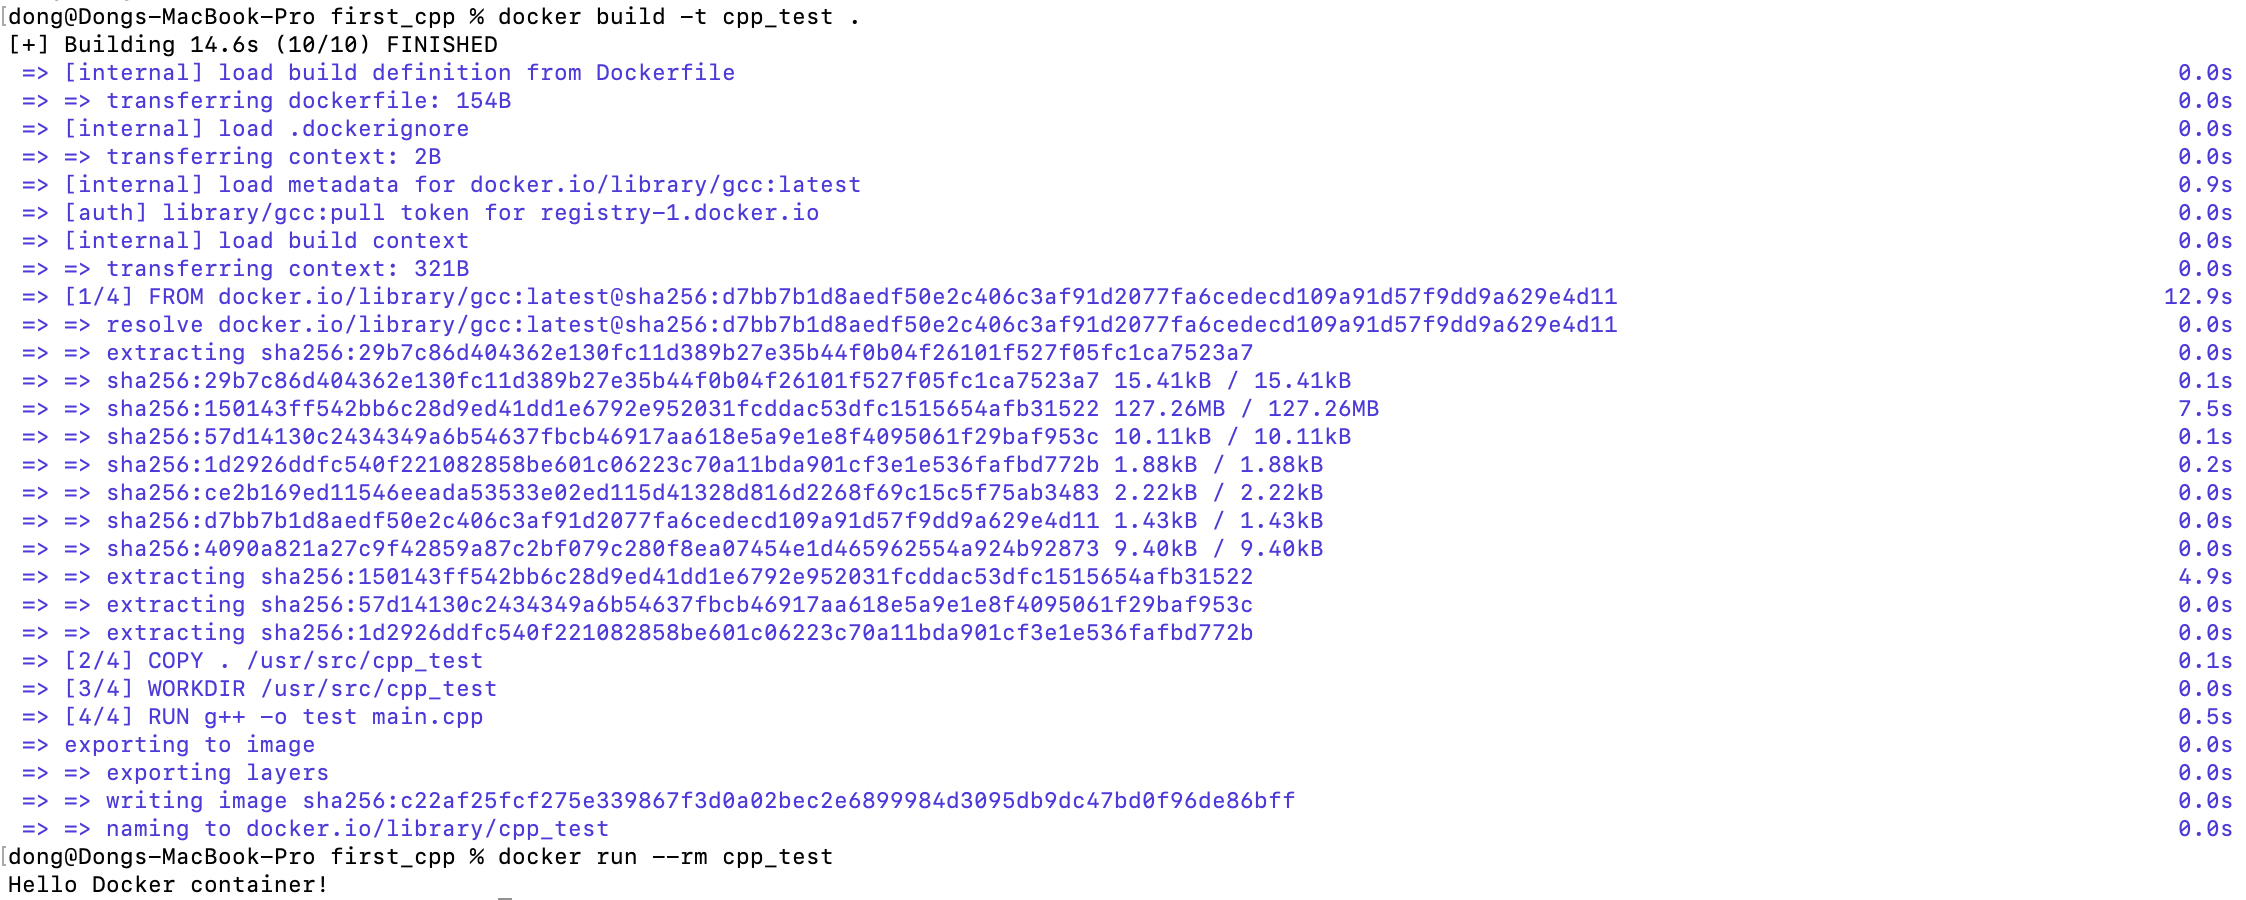 [dong@Dongs-MacBook-Pro first_cpp % docker build -t cpp_test .
[+] Building 14.6s (10/10) FINISHED
=> [internal] load build definition from Dockerfile 0.0s
=> => transferring dockerfile: 154B 0.0s
=> [internal] load .dockerignore 0.0s
=> => transferring context: 2B 0.0s
=> [internal] load metadata for docker.io/library/gcc:latest 0.9s
=> [auth] library/gcc:pull token for registry-1.docker.io 0.0s
=> [internal] load build context 0.0s
=> => transferring context: 321B 0.0s
=> [1/4] FROM docker.io/library/gcc:latest@sha256:d7bb7b1d8aedf50e2c406c3af91d2077fa6cedecd109a91d57f9dd9a629e4d11 12.9s
=> => resolve docker.io/library/gcc:latest@sha256:d7bb7b1d8aedf50e2c406c3af91d2077fa6cedecd109a91d57f9dd9a629e4d11 0.0s
=> => extracting sha256:29b7c86d404362e130fc11d389b27e35b44f0b04f26101f527f05fc1ca7523a7 0.0s
=> => sha256:29b7c86d404362e130fc11d389b27e35b44f0b04f26101f527f05fc1ca7523a7 15.41kB / 15.41kB 0.1s
=> => sha256:150143ff542bb6c28d9ed41dd1e6792e952031fcddac53dfc1515654afb31522 127.26MB / 127.26MB 7.5s
=> => sha256:57d14130c2434349a6b54637fbcb46917aa618e5a9e1e8f4095061f29baf953c 10.11kB / 10.11kB 0.1s
=> => sha256:1d2926ddfc540f221082858be601c06223c70a11bda901cf3e1e536fafbd772b 1.88kB / 1.88kB 0.2s
=> => sha256:ce2b169ed11546eeada53533e02ed115d41328d816d2268f69c15c5f75ab3483 2.22kB / 2.22kB 0.0s
=> => sha256:d7bb7b1d8aedf50e2c406c3af91d2077fa6cedecd109a91d57f9dd9a629e4d11 1.43kB / 1.43kB 0.0s
=> => sha256:4090a821a27c9f42859a87c2bf079c280f8ea07454e1d465962554a924b92873 9.40kB / 9.40kB 0.0s
=> => extracting sha256:150143ff542bb6c28d9ed41dd1e6792e952031fcddac53dfc1515654afb31522 4.9s
=> => extracting sha256:57d14130c2434349a6b54637fbcb46917aa618e5a9e1e8f4095061f29baf953c 0.0s
=> => extracting sha256:1d2926ddfc540f221082858be601c06223c70a11bda901cf3e1e536fafbd772b 0.0s
=> [2/4] COPY . /usr/src/cpp_test 0.1s
=> [3/4] WORKDIR /usr/src/cpp_test 0.0s
=> [4/4] RUN g++ -o test main.cpp 0.5s
=> exporting to image 0.0s
=> => exporting layers 0.0s
=> => writing image sha256:c22af25fcf275e339867f3d0a02bec2e6899984d3095db9dc47bd0f96de86bff 0.0s
=> => naming to docker.io/library/cpp_test 0.0s
[dong@Dongs-MacBook-Pro first_cpp % docker run --rm cpp_test
Hello Docker container!